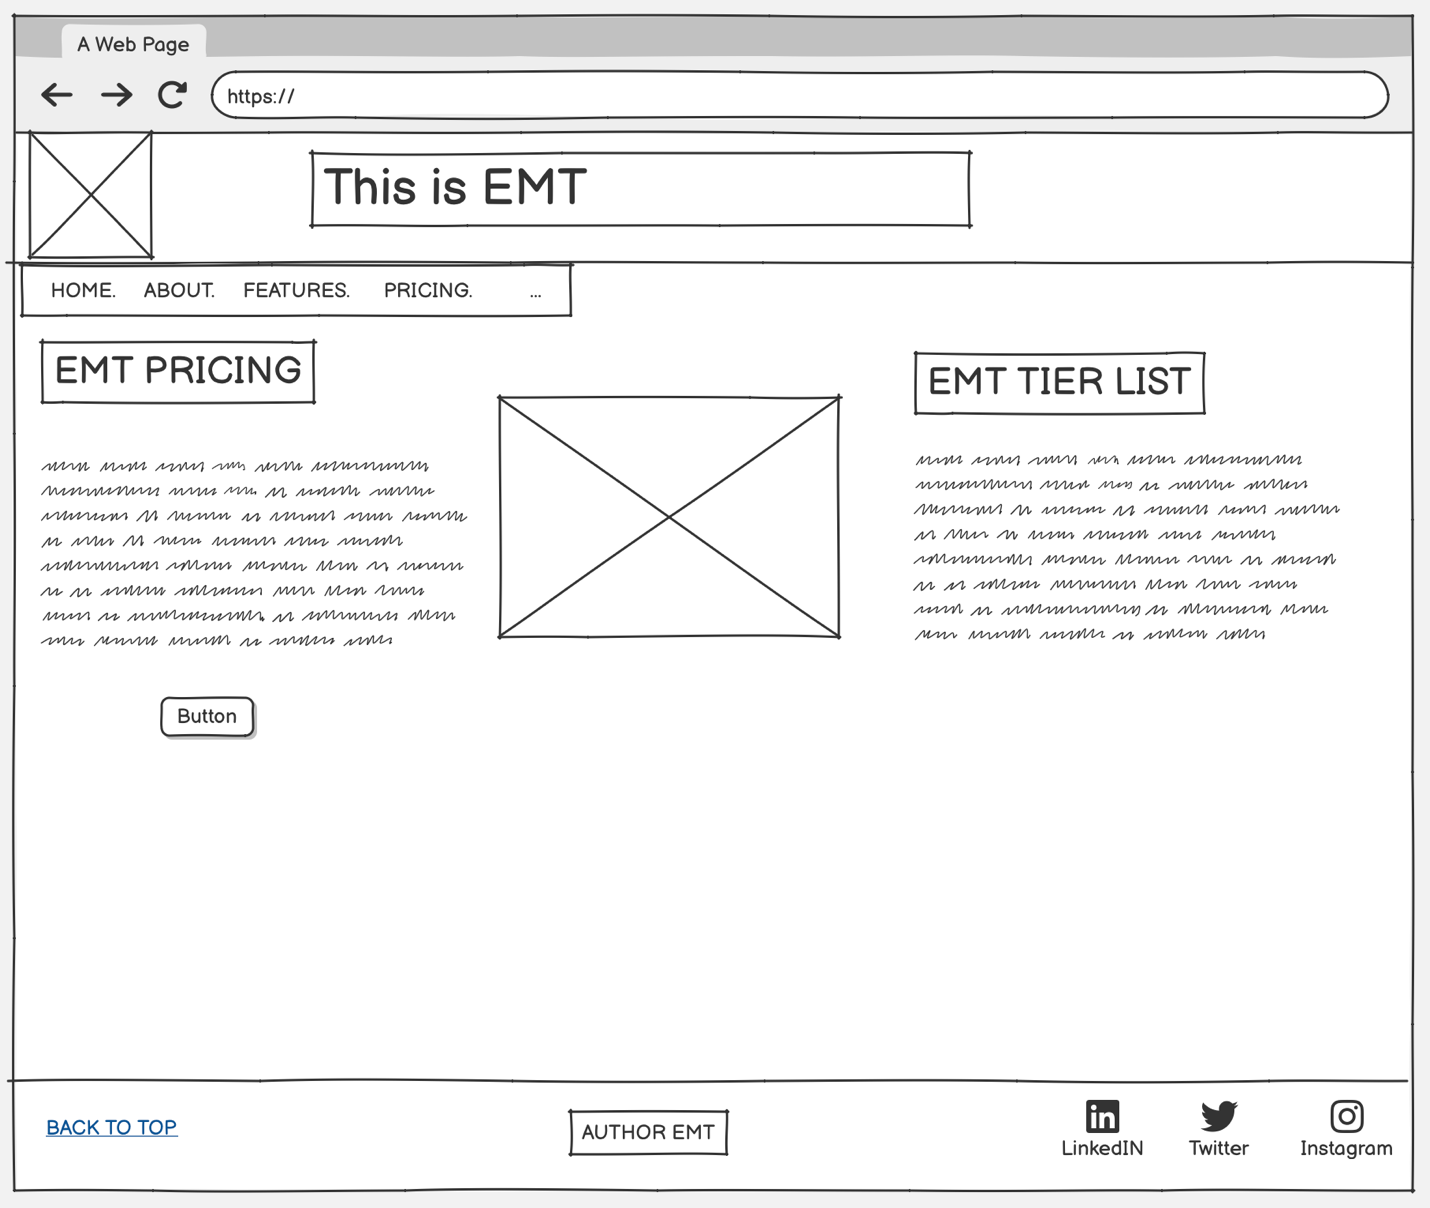 A Web Page
https://
This is EMT
HOME. ABOUT. FEATURES. PRICING. ...
EMT PRICING
EMT TIER LIST
Button
BACK TO TOP
AUTHOR EMT
LinkedIN Twitter Instagram